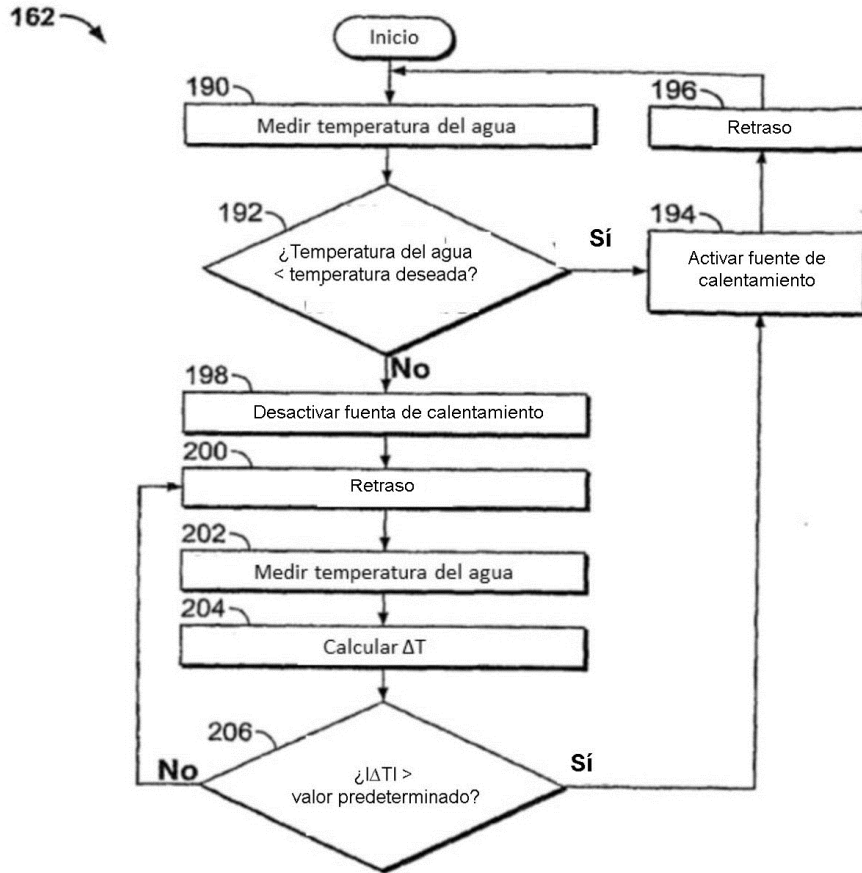 162
Inicio
190
Medir temperatura del agua
196
Retraso
192
¿Temperatura del agua
< temperatura deseada?
Sí
194
Activar fuente de
calentamiento
No
198
Desactivar fuenta de calentamiento
200
Retraso
202
Medir temperatura del agua
204
Calcular ΔT
206
¿|ΔT| >
valor predeterminado?
No
Sí